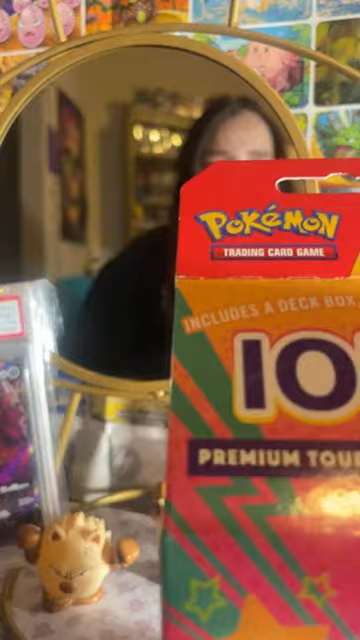 POKéMON
TRADING CARD GAME
INCLUDES A DECK BOX
IO
PREMIUM TOU